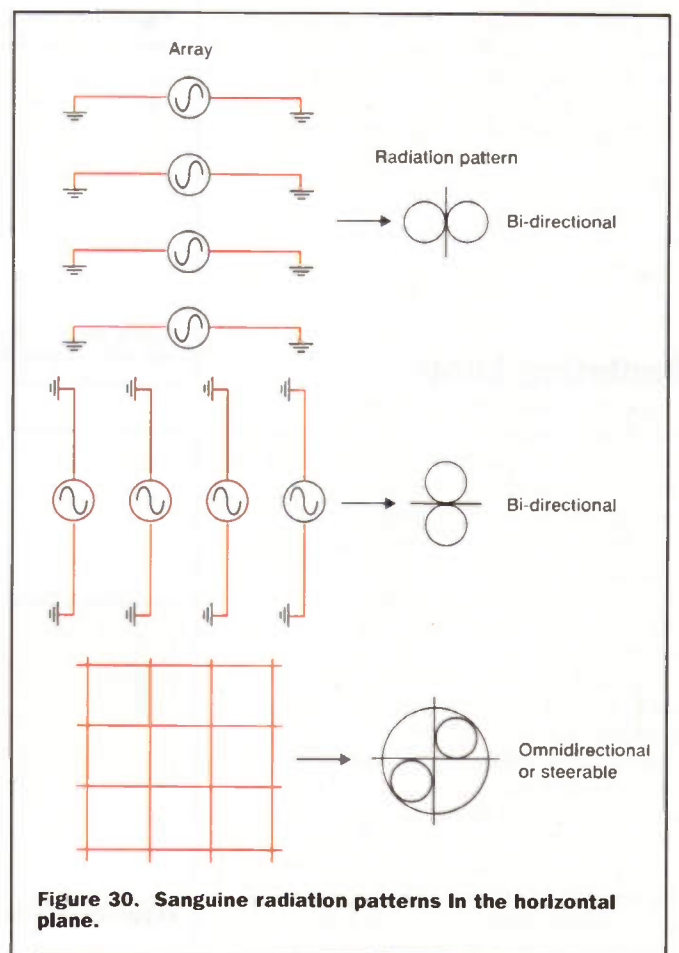 Array
Radiation pattern
Bi-directional
Bi-directional
Omnidirectional
or steerable
Figure 30. Sanguine radiation patterns in the horizontal
plane.